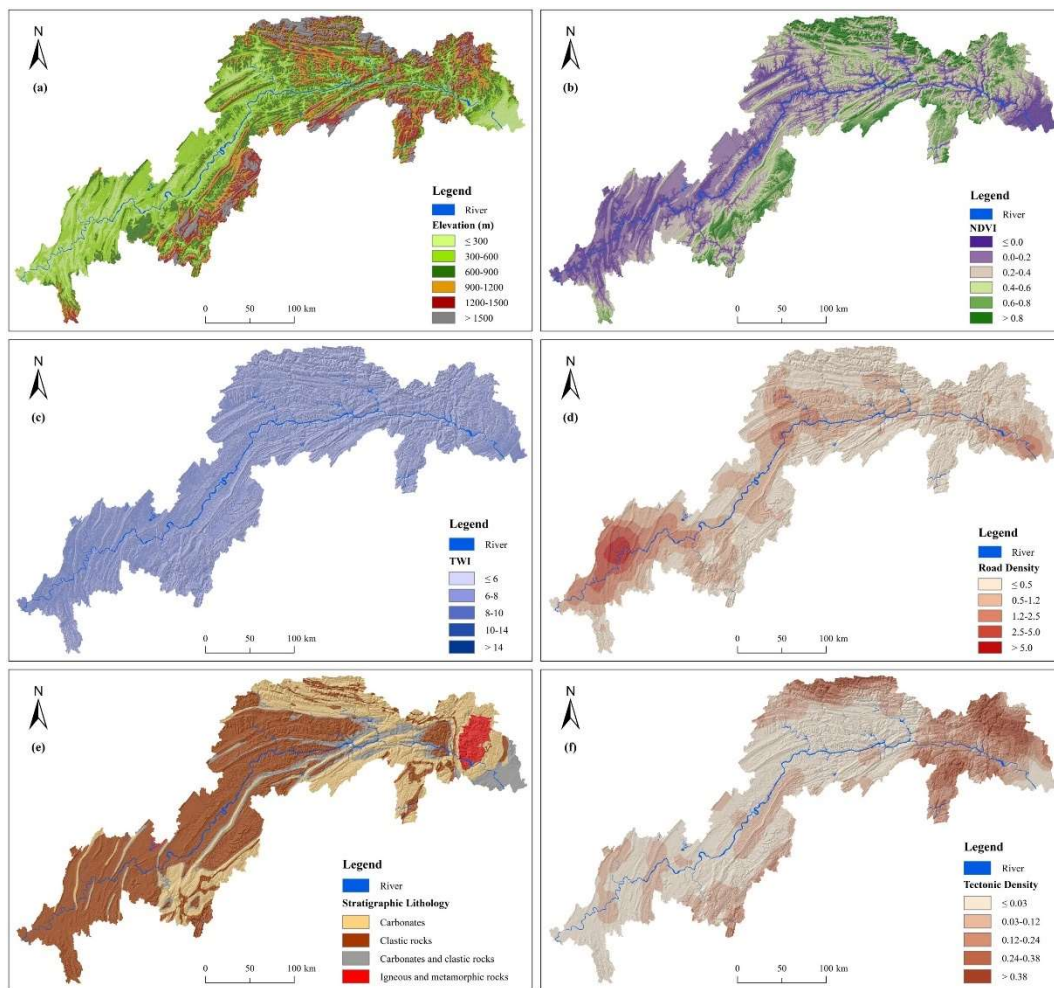 N
(a)
Legend
River
Elevation (m)
≤ 300
300-600
600-900
900-1200
1200-1500
> 1500
0 50 100 km
N
(b)
Legend
River
NDVI
≤ 0.0
0.0-0.2
0.2-0.4
0.4-0.6
0.6-0.8
> 0.8
0 50 100 km
N
(c)
Legend
River
TWI
≤ 6
6-8
8-10
10-14
> 14
0 50 100 km
N
(d)
Legend
River
Road Density
≤ 0.5
0.5-1.2
1.2-2.5
2.5-5.0
> 5.0
0 50 100 km
N
(e)
Legend
River
Stratigraphic Lithology
Carbonates
Clastic rocks
Carbonates and clastic rocks
Igneous and metamorphic rocks
0 50 100 km
N
(f)
Legend
River
Tectonic Density
≤ 0.03
0.03-0.12
0.12-0.24
0.24-0.38
> 0.38
0 50 100 km